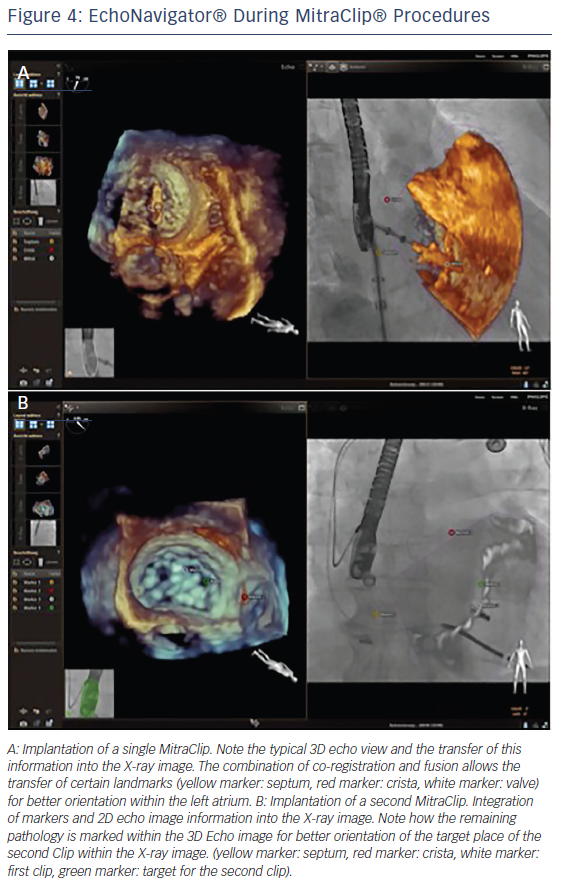 Figure 4: EchoNavigator® During MitraClip® Procedures
A
B
A: Implantation of a single MitraClip. Note the typical 3D echo view and the transfer of this
information into the X-ray image. The combination of co-registration and fusion allows the
transfer of certain landmarks (yellow marker: septum, red marker: crista, white marker: valve)
for better orientation within the left atrium. B: Implantation of a second MitraClip. Integration
of markers and 2D echo image information into the X-ray image. Note how the remaining
pathology is marked within the 3D Echo image for better orientation of the target place of the
second Clip within the X-ray image. (yellow marker: septum, red marker: crista, white marker:
first clip, green marker: target for the second clip).